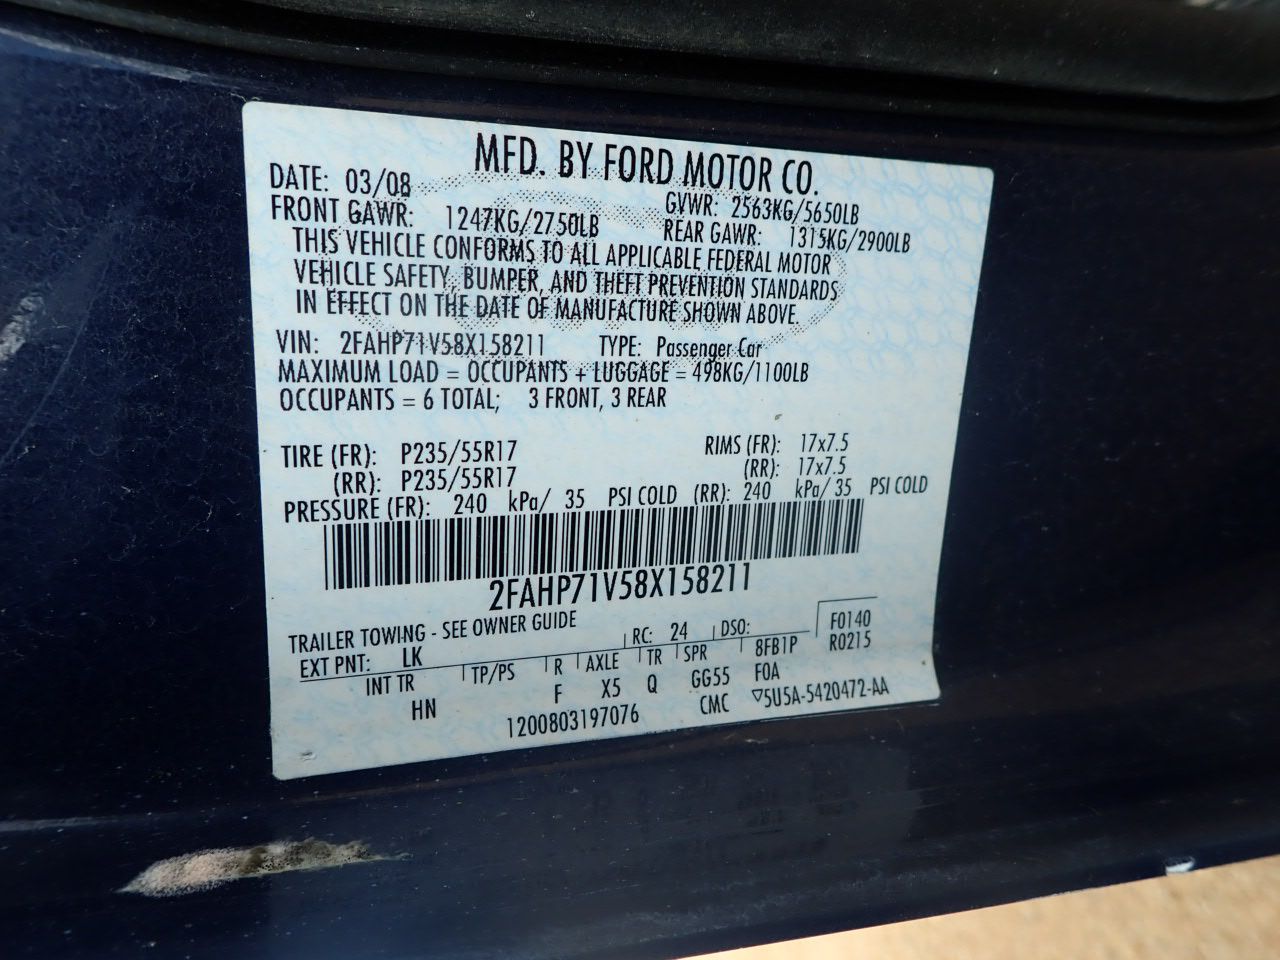 MFD. BY FORD MOTOR CO.
DATE: 03/08 GVWR: 2563KG/5650LB
FRONT GAWR: 1247KG/2750LB REAR GAWR: 1315KG/2900LB
THIS VEHICLE CONFORMS TO ALL APPLICABLE FEDERAL MOTOR
VEHICLE SAFETY, BUMPER, AND THEFT PREVENTION STANDARDS
IN EFFECT ON THE DATE OF MANUFACTURE SHOWN ABOVE.
VIN: 2FAHP71V58X158211 TYPE: Passenger Car
MAXIMUM LOAD = OCCUPANTS + LUGGAGE = 498KG/1100LB
OCCUPANTS = 6 TOTAL; 3 FRONT, 3 REAR
TIRE (FR): P235/55R17 RIMS (FR): 17x7.5
(RR): P235/55R17 (RR): 17x7.5
PRESSURE (FR): 240 kPa/ 35 PSI COLD (RR): 240 kPa/ 35 PSI COLD
2FAHP71V58X158211
TRAILER TOWING - SEE OWNER GUIDE
EXT PNT: LK RC: 24 DSO: F0140
INT TR TP/PS R AXLE TR SPR 8FB1P R0215
HN F X5 Q GG55 FOA
1200803197076 CMC ▽5U5A-5420472-AA